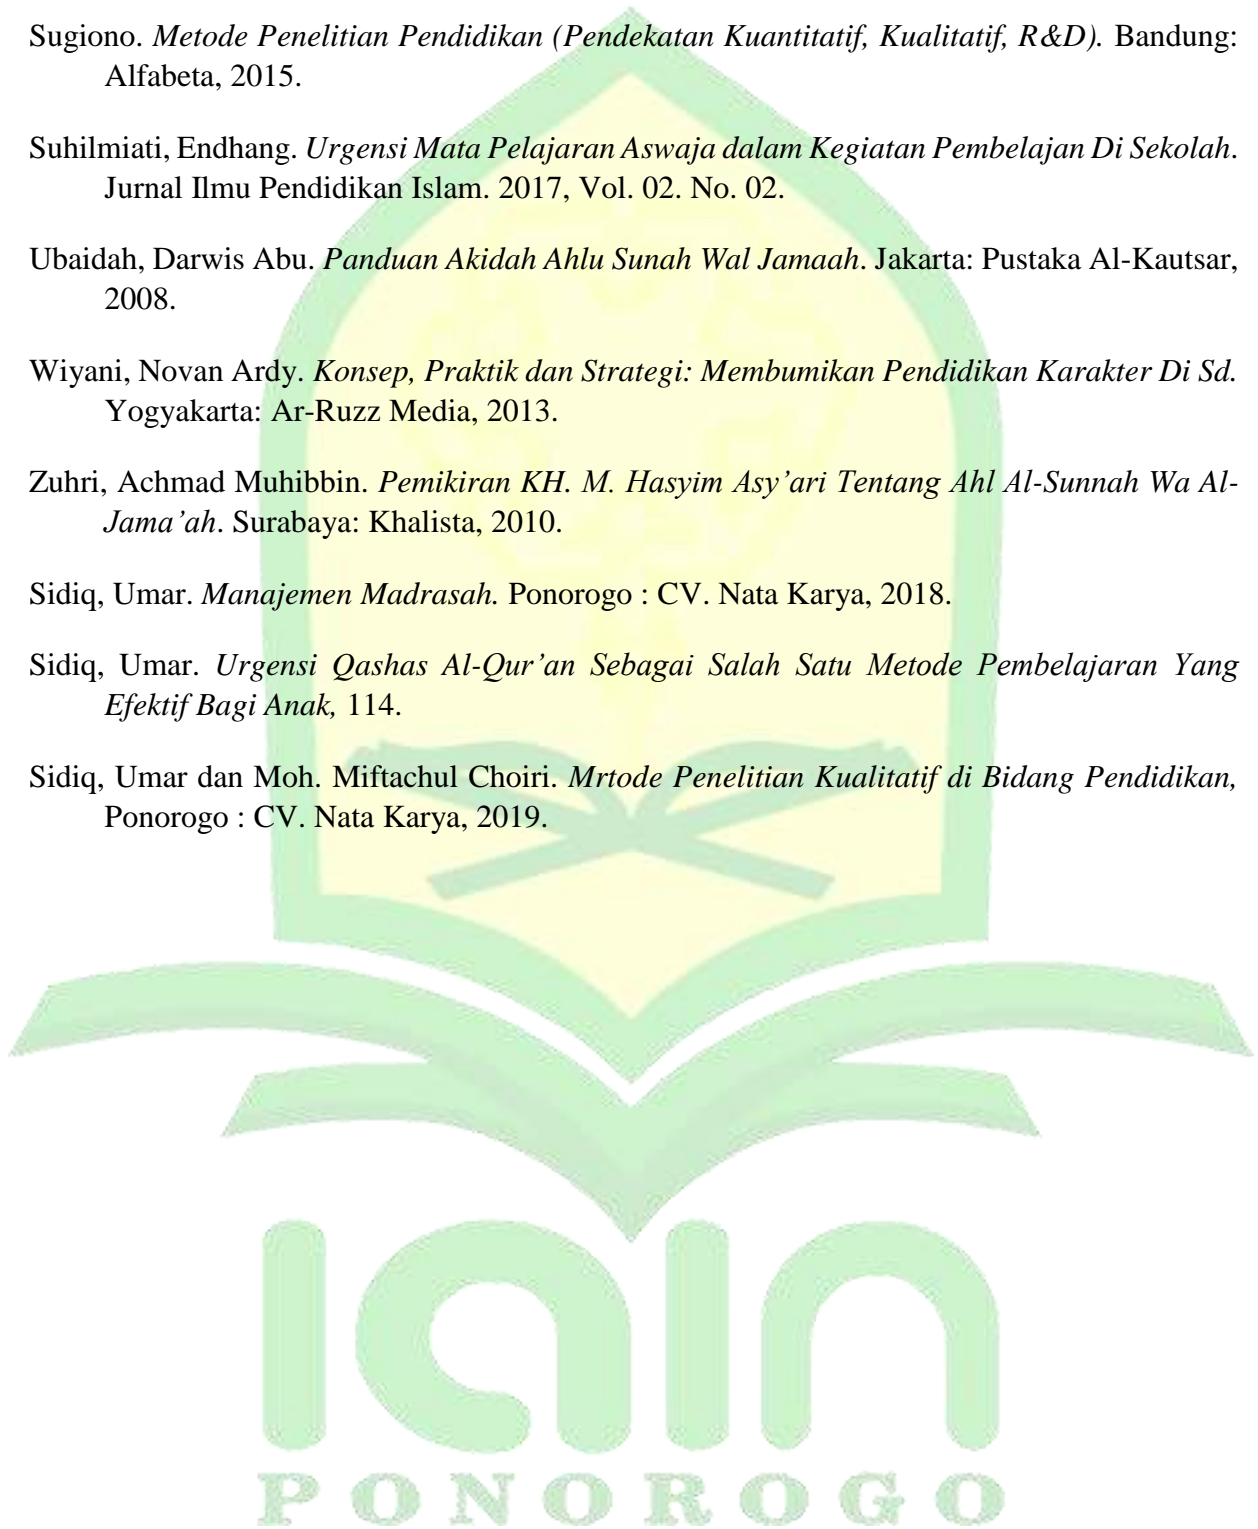 Sugiono. Metode Penelitian Pendidikan (Pendekatan Kuantitatif, Kualitatif, R&D). Bandung:
Alfabeta, 2015.
Suhilmiati, Endhang. Urgensi Mata Pelajaran Aswaja dalam Kegiatan Pembelajan Di Sekolah.
Jurnal Ilmu Pendidikan Islam. 2017, Vol. 02. No. 02.
Ubaidah, Darwis Abu. Panduan Akidah Ahlu Sunah Wal Jamaah. Jakarta: Pustaka Al-Kautsar,
2008.
Wiyani, Novan Ardy. Konsep, Praktik dan Strategi: Membumikan Pendidikan Karakter Di Sd.
Yogyakarta: Ar-Ruzz Media, 2013.
Zuhri, Achmad Muhibbin. Pemikiran KH. M. Hasyim Asy’ari Tentang Ahl Al-Sunnah Wa Al-
Jama’ah. Surabaya: Khalista, 2010.
Sidiq, Umar. Manajemen Madrasah. Ponorogo : CV. Nata Karya, 2018.
Sidiq, Umar. Urgensi Qashas Al-Qur’an Sebagai Salah Satu Metode Pembelajaran Yang
Efektif Bagi Anak, 114.
Sidiq, Umar dan Moh. Miftachul Choiri. Mrtode Penelitian Kualitatif di Bidang Pendidikan,
Ponorogo : CV. Nata Karya, 2019.
IAIN
PONOROGO